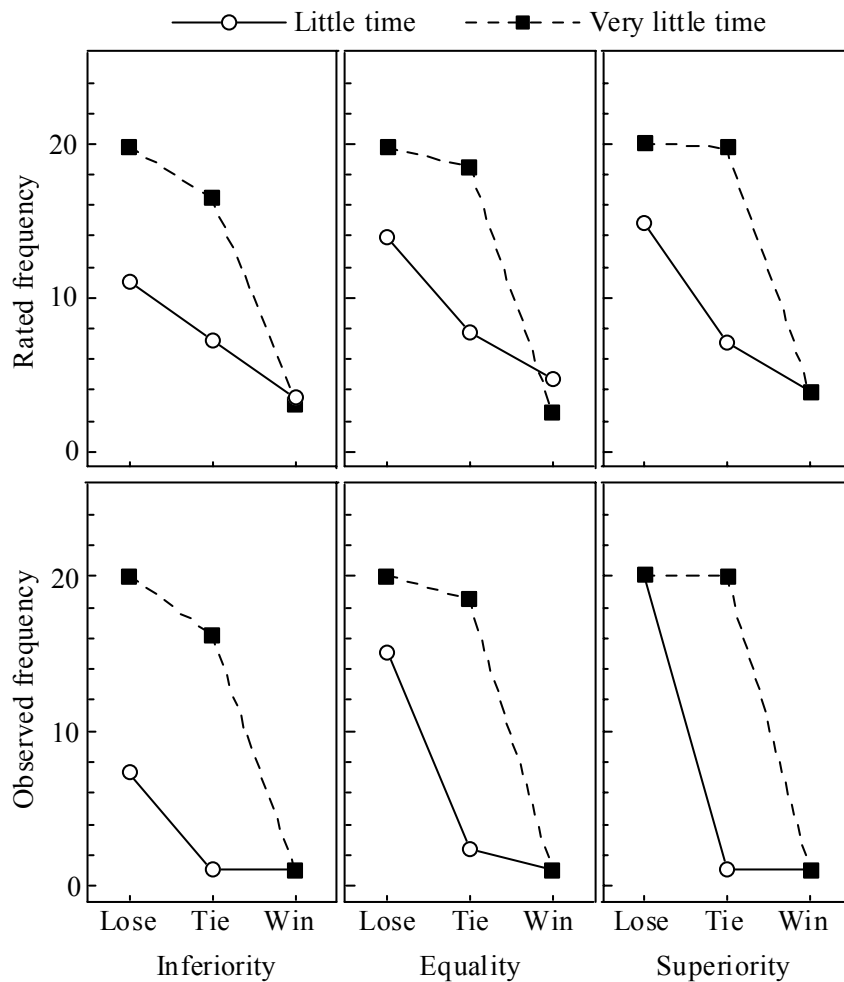 Little time Very little time
Rated frequency
20
10
0
Observed frequency
20
10
0
Lose Tie Win Lose Tie Win Lose Tie Win
Inferiority Equality Superiority